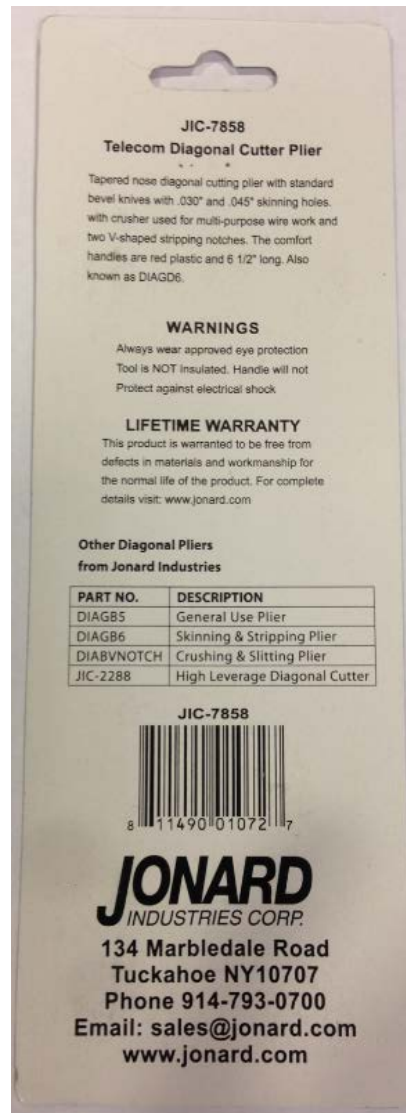 JIC-7858
Telecom Diagonal Cutter Plier
Tapered nose diagonal cutting plier with standard
bevel knives with .030" and .045" skinning holes.
with crusher used for multi-purpose wire work and
two V-shaped stripping notches. The comfort
handles are red plastic and 6 1/2" long. Also
known as DIAGD6.
WARNINGS
Always wear approved eye protection
Tool is NOT Insulated. Handle will not
Protect against electrical shock
LIFETIME WARRANTY
This product is warranted to be free from
defects in materials and workmanship for
the normal life of the product. For complete
details visit: www.jonard.com
Other Diagonal Pliers
from Jonard Industries
PART NO. DESCRIPTION
DIAGB5 General Use Plier
DIAGB6 Skinning & Stripping Plier
DIABVNOTCH Crushing & Slitting Plier
JIC-2288 High Leverage Diagonal Cutter
JIC-7858
8 11490 01072 7
JONARD
INDUSTRIES CORP.
134 Marbledale Road
Tuckahoe NY10707
Phone 914-793-0700
Email: sales@jonard.com
www.jonard.com